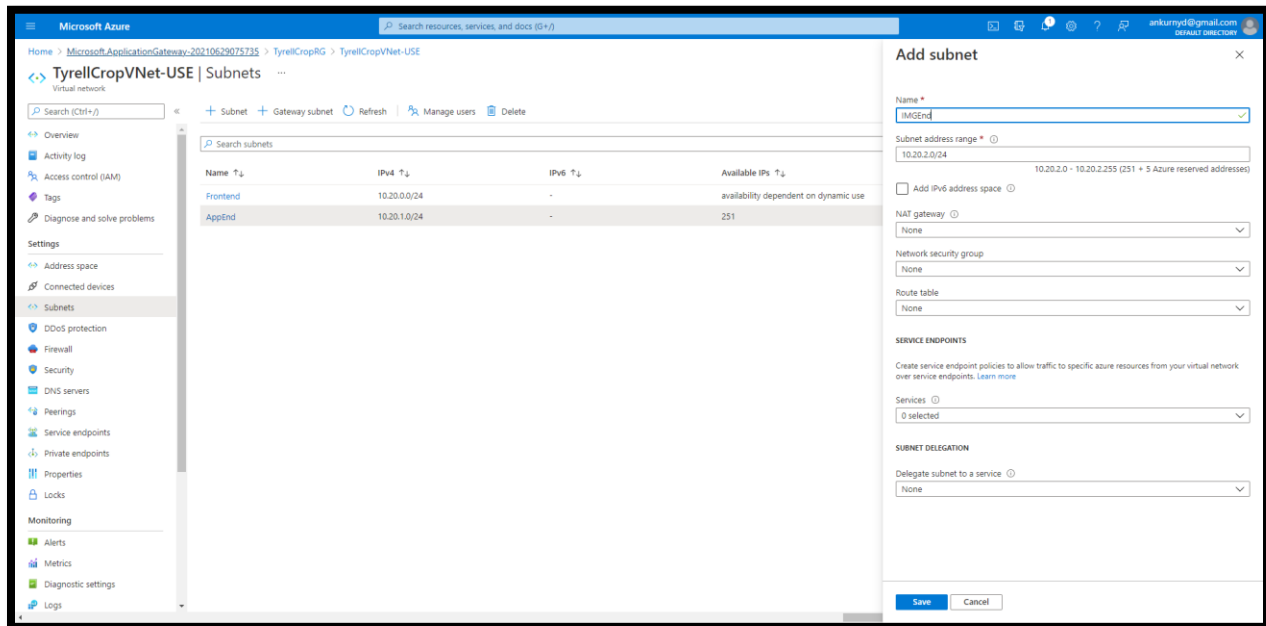 Microsoft Azure
Search resources, services, and docs (G+/)
1
ankurnyd@gmail.com
DEFAULT DIRECTORY
Home > Microsoft.ApplicationGateway-20210629075735 > TyrellCropRG > TyrellCropVNet-USE
TyrellCropVNet-USE | Subnets ...
Virtual network
Search (Ctrl+/)
«
+ Subnet + Gateway subnet Refresh Manage users Delete
Overview
Activity log
Access control (IAM)
Tags
Diagnose and solve problems
Settings
Address space
Connected devices
Subnets
DDoS protection
Firewall
Security
DNS servers
Peerings
Service endpoints
Private endpoints
Properties
Locks
Monitoring
Alerts
Metrics
Diagnostic settings
Logs
Search subnets
Name ↑↓ IPv4 ↑↓ IPv6 ↑↓ Available IPs ↑↓
Frontend 10.20.0.0/24 - availability dependent on dynamic use
AppEnd 10.20.1.0/24 - 251
Add subnet
Name *
IMGEnd
Subnet address range *
10.20.2.0/24
10.20.2.0 - 10.20.2.255 (251 + 5 Azure reserved addresses)
Add IPv6 address space
NAT gateway
None
Network security group
None
Route table
None
SERVICE ENDPOINTS
Create service endpoint policies to allow traffic to specific azure resources from your virtual network
over service endpoints. Learn more
Services
0 selected
SUBNET DELEGATION
Delegate subnet to a service
None
Save Cancel